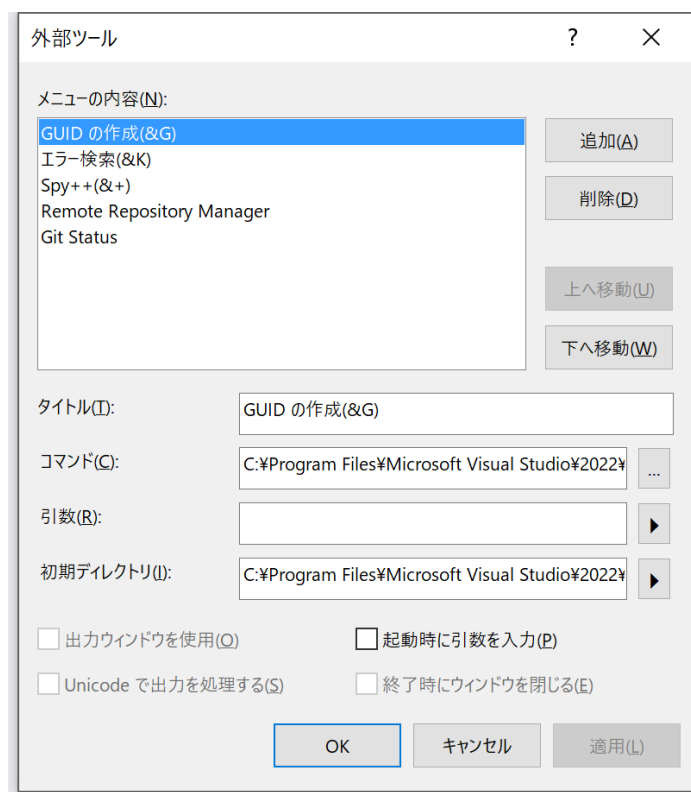 外部ツール
?
メニューの内容(N):
GUID の作成(&G)
エラー検索(&K)
Spy++(&+)
Remote Repository Manager
Git Status
追加(A)
削除(D)
上へ移動(U)
下へ移動(W)
タイトル(T):
GUID の作成(&G)
コマンド(C):
C:¥Program Files¥Microsoft Visual Studio¥2022¥
...
引数(R):
初期ディレクトリ(I):
C:¥Program Files¥Microsoft Visual Studio¥2022¥
出力ウィンドウを使用(O)
起動時に引数を入力(P)
Unicode で出力を処理する(S)
終了時にウィンドウを閉じる(E)
OK
キャンセル
適用(L)